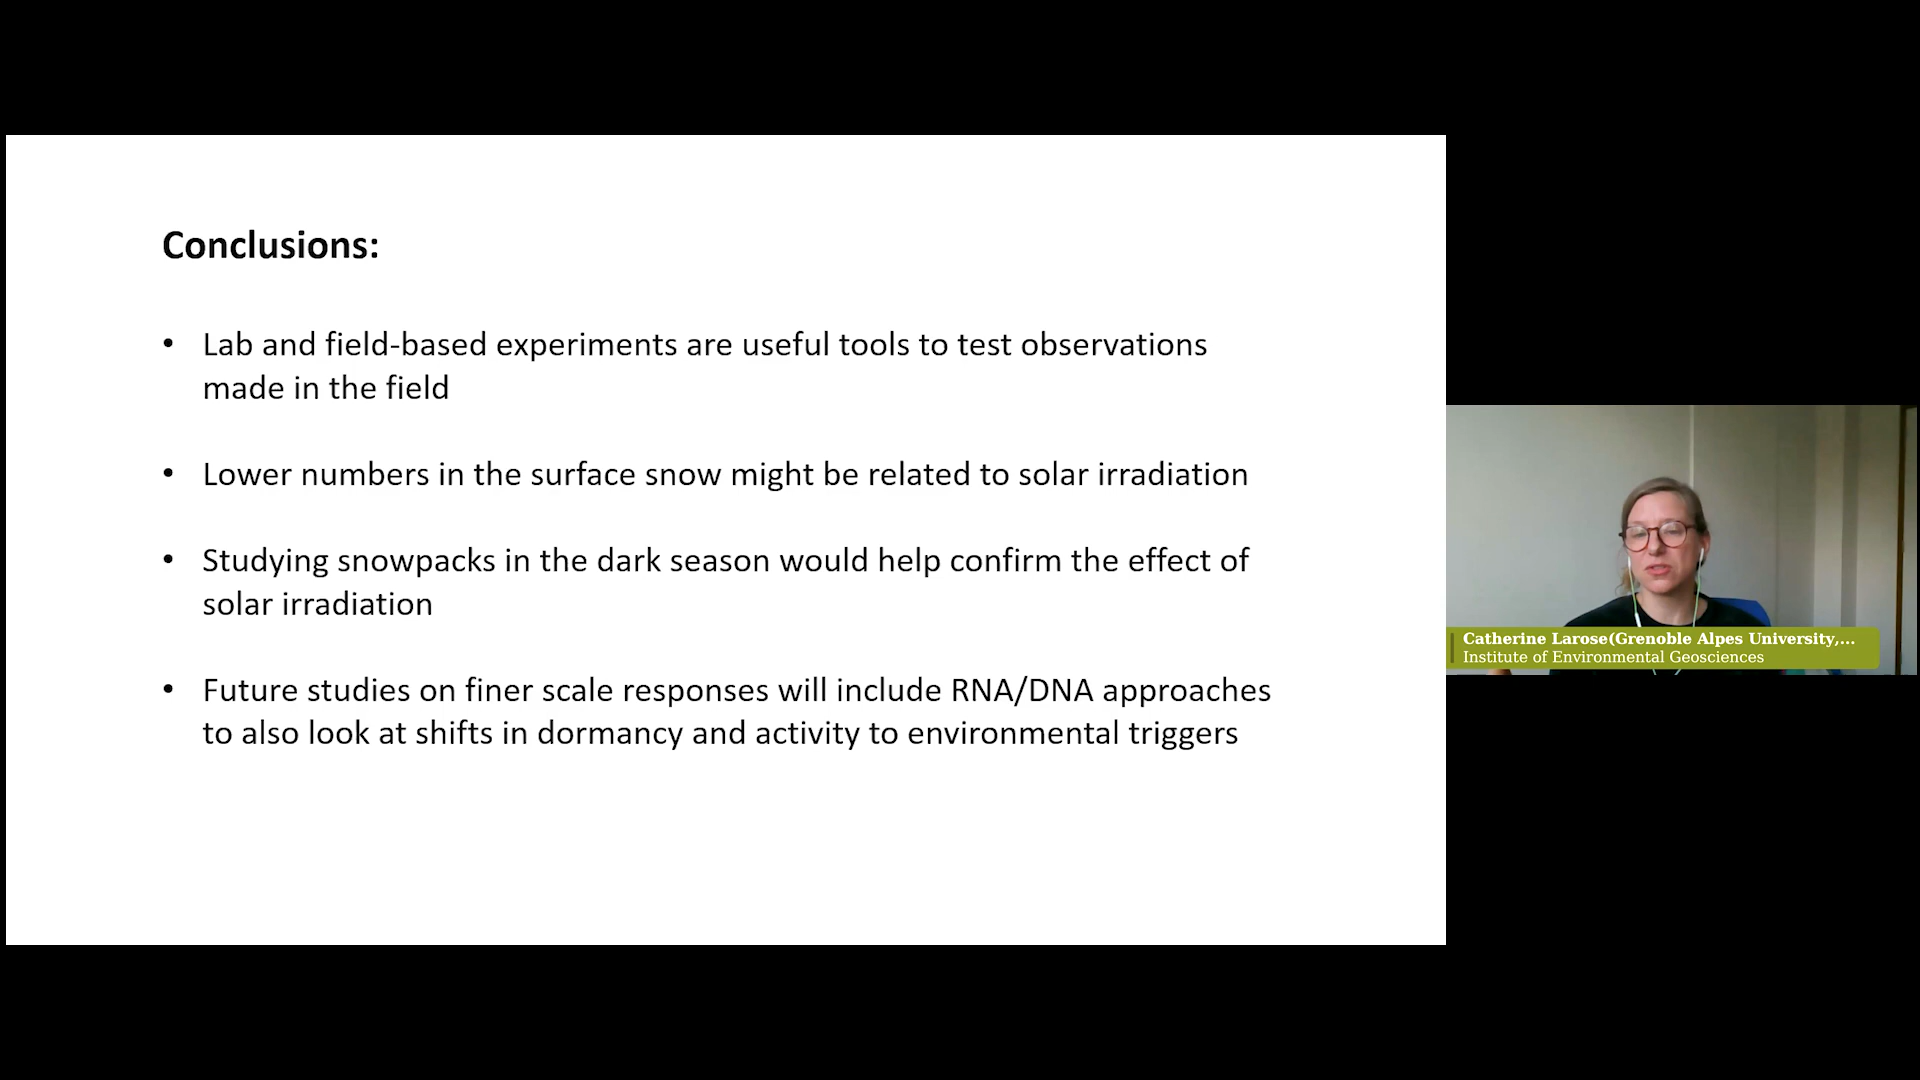 Conclusions:
• Lab and field-based experiments are useful tools to test observations
made in the field
• Lower numbers in the surface snow might be related to solar irradiation
• Studying snowpacks in the dark season would help confirm the effect of
solar irradiation
• Future studies on finer scale responses will include RNA/DNA approaches
to also look at shifts in dormancy and activity to environmental triggers
Catherine Larose(Grenoble Alpes University,...
Institute of Environmental Geosciences